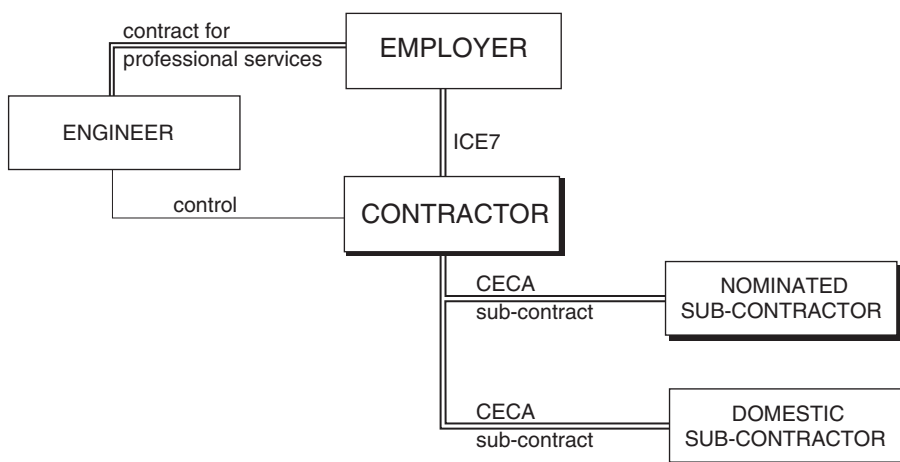 contract for
professional services
EMPLOYER
ENGINEER
ICE7
control
CONTRACTOR
CECA
sub-contract
NOMINATED
SUB-CONTRACTOR
CECA
sub-contract
DOMESTIC
SUB-CONTRACTOR